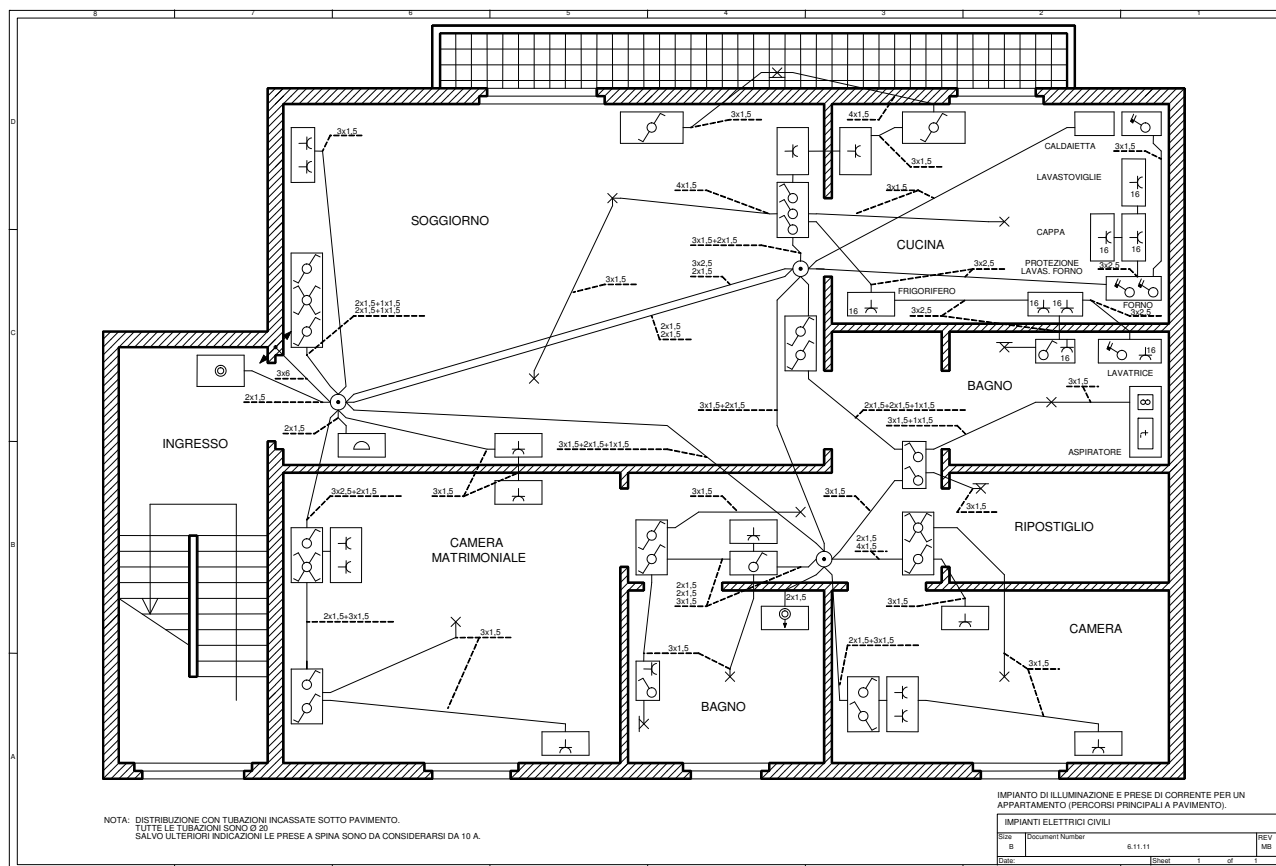 8 7 6 5 4 3 2 1
D
4x1,5
3x1,5
3x1,5
3x1,5
3x1,5
CALDAIETTA
LAVASTOVIGLIE
4x1,5
3x1,5
16
SOGGIORNO
CAPPA
3x1,5+2x1,5
CUCINA
16
16
3x2,5
2x1,5
3x2,5
PROTEZIONE
LAVAS. FORNO
3x2,5
3x1,5
FRIGORIFERO
FORNO
2x1,5+1x1,5
2x1,5+1x1,5
16
16 16
3x2,5
3x2,5
C
2x1,5
2x1,5
16
16
3x6
LAVATRICE
BAGNO
3x1,5
2x1,5
3x1,5+2x1,5
2x1,5+2x1,5+1x1,5
3x1,5+1x1,5
2x1,5
INGRESSO
3x1,5+2x1,5+1x1,5
ASPIRATORE
3x2,5+2x1,5
3x1,5
3x1,5
3x1,5
3x1,5
RIPOSTIGLIO
B
CAMERA
MATRIMONIALE
2x1,5
4x1,5
2x1,5
2x1,5
3x1,5
2x1,5
3x1,5
2x1,5+3x1,5
CAMERA
3x1,5
3x1,5
2x1,5+3x1,5
3x1,5
BAGNO
A
IMPIANTO DI ILLUMINAZIONE E PRESE DI CORRENTE PER UN
APPARTAMENTO (PERCORSI PRINCIPALI A PAVIMENTO).
NOTA: DISTRIBUZIONE CON TUBAZIONI INCASSATE SOTTO PAVIMENTO.
TUTTE LE TUBAZIONI SONO Ø 20
SALVO ULTERIORI INDICAZIONI LE PRESE A SPINA SONO DA CONSIDERARSI DA 10 A.
IMPIANTI ELETTRICI CIVILI
Size Document Number REV
B 6.11.11 MB
Date: Sheet 1 of 1